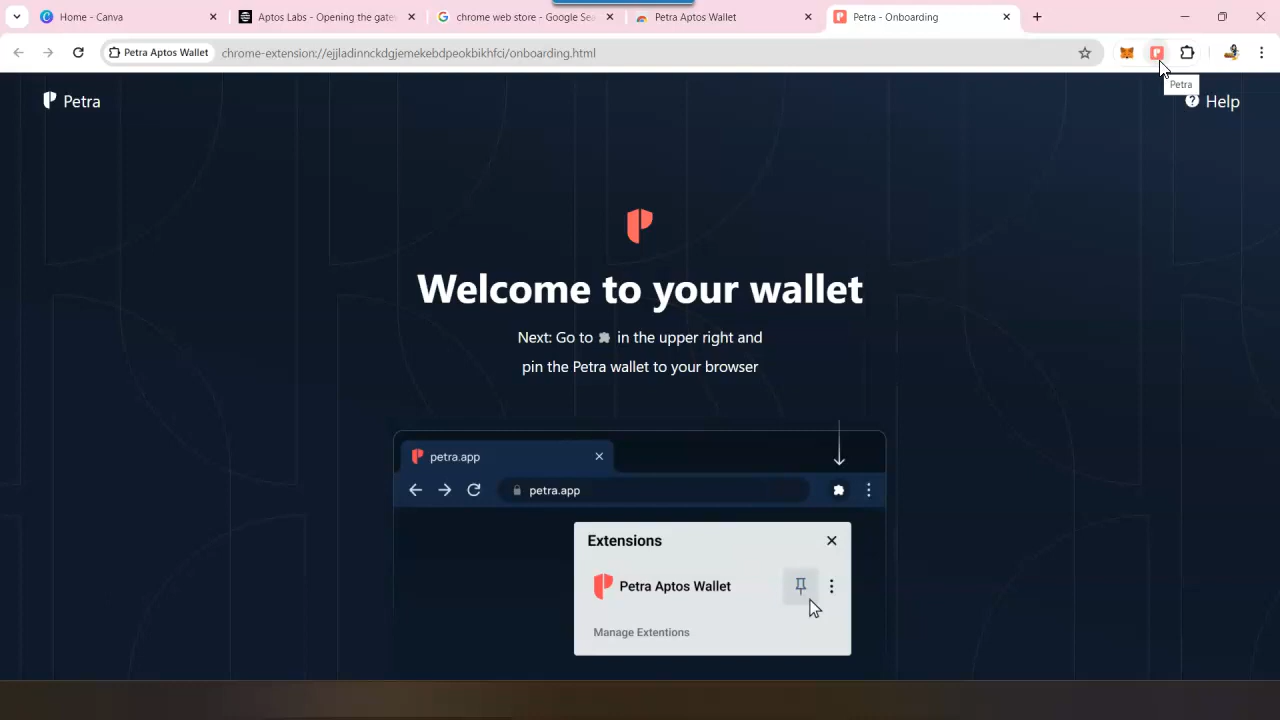 Home - Canva
Aptos Labs - Opening the gate
chrome webstore - Google Sea
Petra Aptos Wallet
Petra - Onboarding
Petra Aptos Wallet
chrome-extension://ejjladinnckdgjemekebdpeokbikhfci/onboarding.html
Petra
Petra
Help
Welcome to your wallet
Next: Go to in the upper right and
pin the Petra wallet to your browser
petra.app
petra.app
Extensions
Petra Aptos Wallet
Manage Extentions